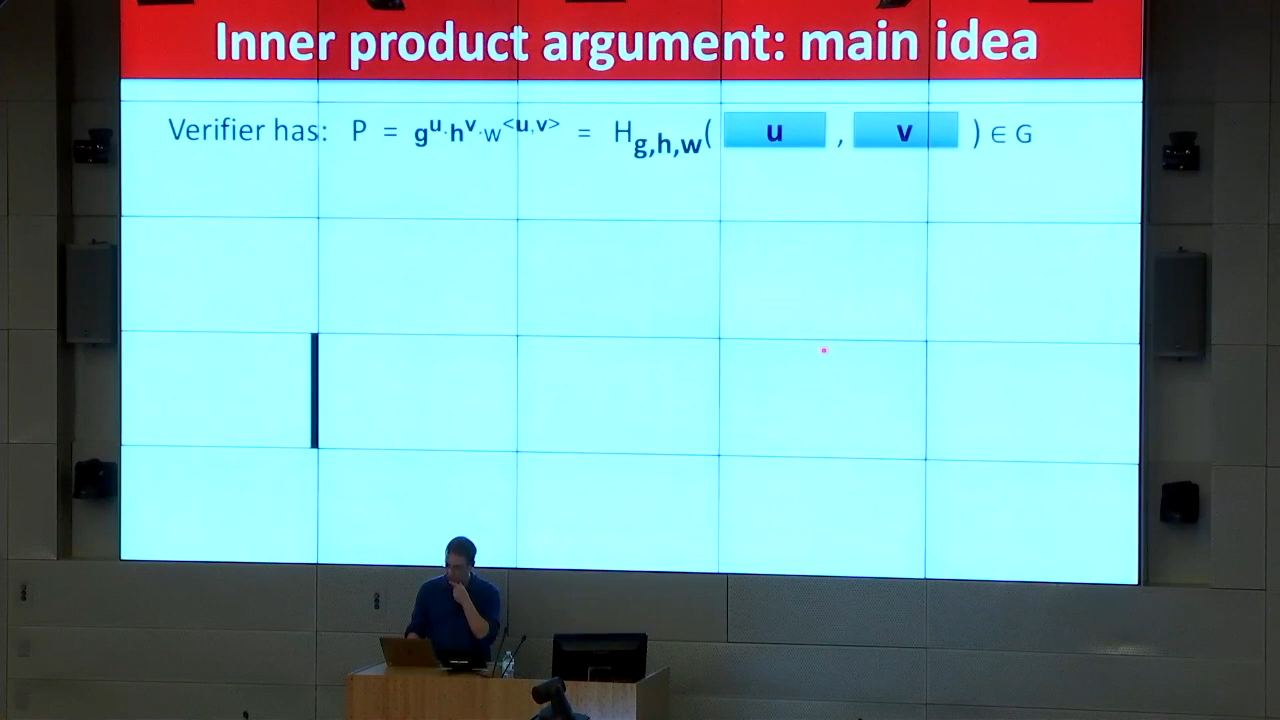 Inner product argument: main idea
Verifier has: P = g^u·h^v·w^<u,v> = H_g,h,w( u , v ) ∈ G